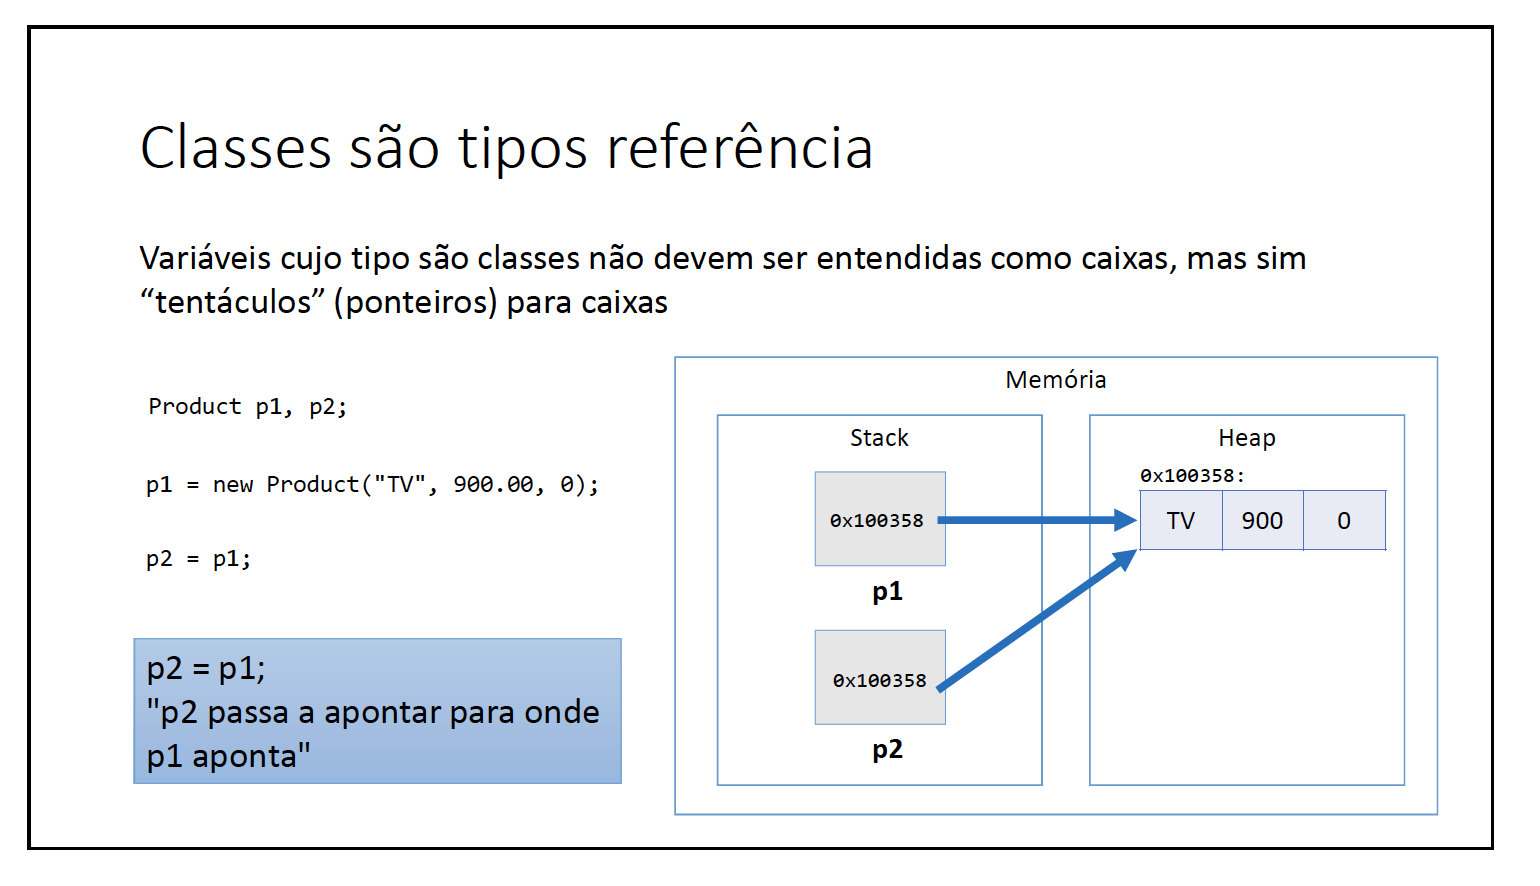 Classes são tipos referência
Variáveis cujo tipo são classes não devem ser entendidas como caixas, mas sim
“tentáculos” (ponteiros) para caixas
Product p1, p2;
p1 = new Product("TV", 900.00, 0);
p2 = p1;
p2 = p1;
"p2 passa a apontar para onde
p1 aponta"
Memória
Stack
0x100358
p1
0x100358
p2
Heap
0x100358:
TV 900 0